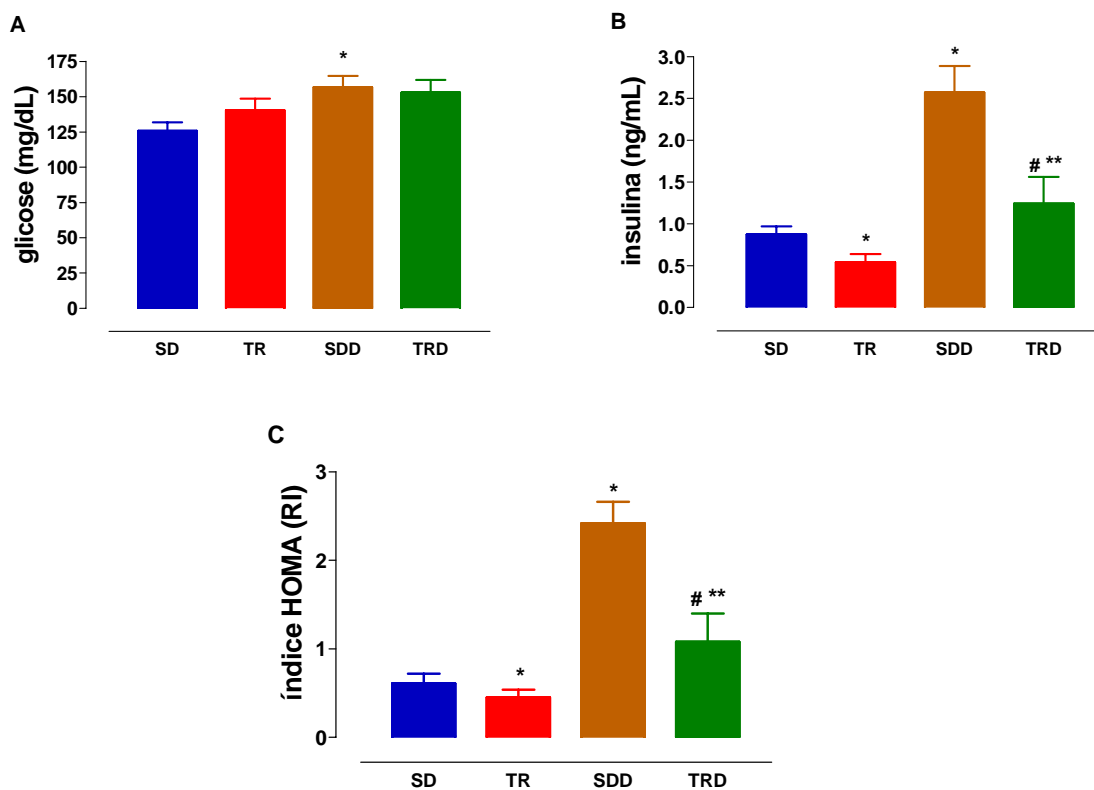 A
glicose (mg/dL)
175
150
125
100
75
50
25
0
*
SD TR SDD TRD
B
insulina (ng/mL)
3.0
2.5
2.0
1.5
1.0
0.5
0.0
*
*
# **
SD TR SDD TRD
C
índice HOMA (RI)
3
2
1
0
*
*
# **
SD TR SDD TRD